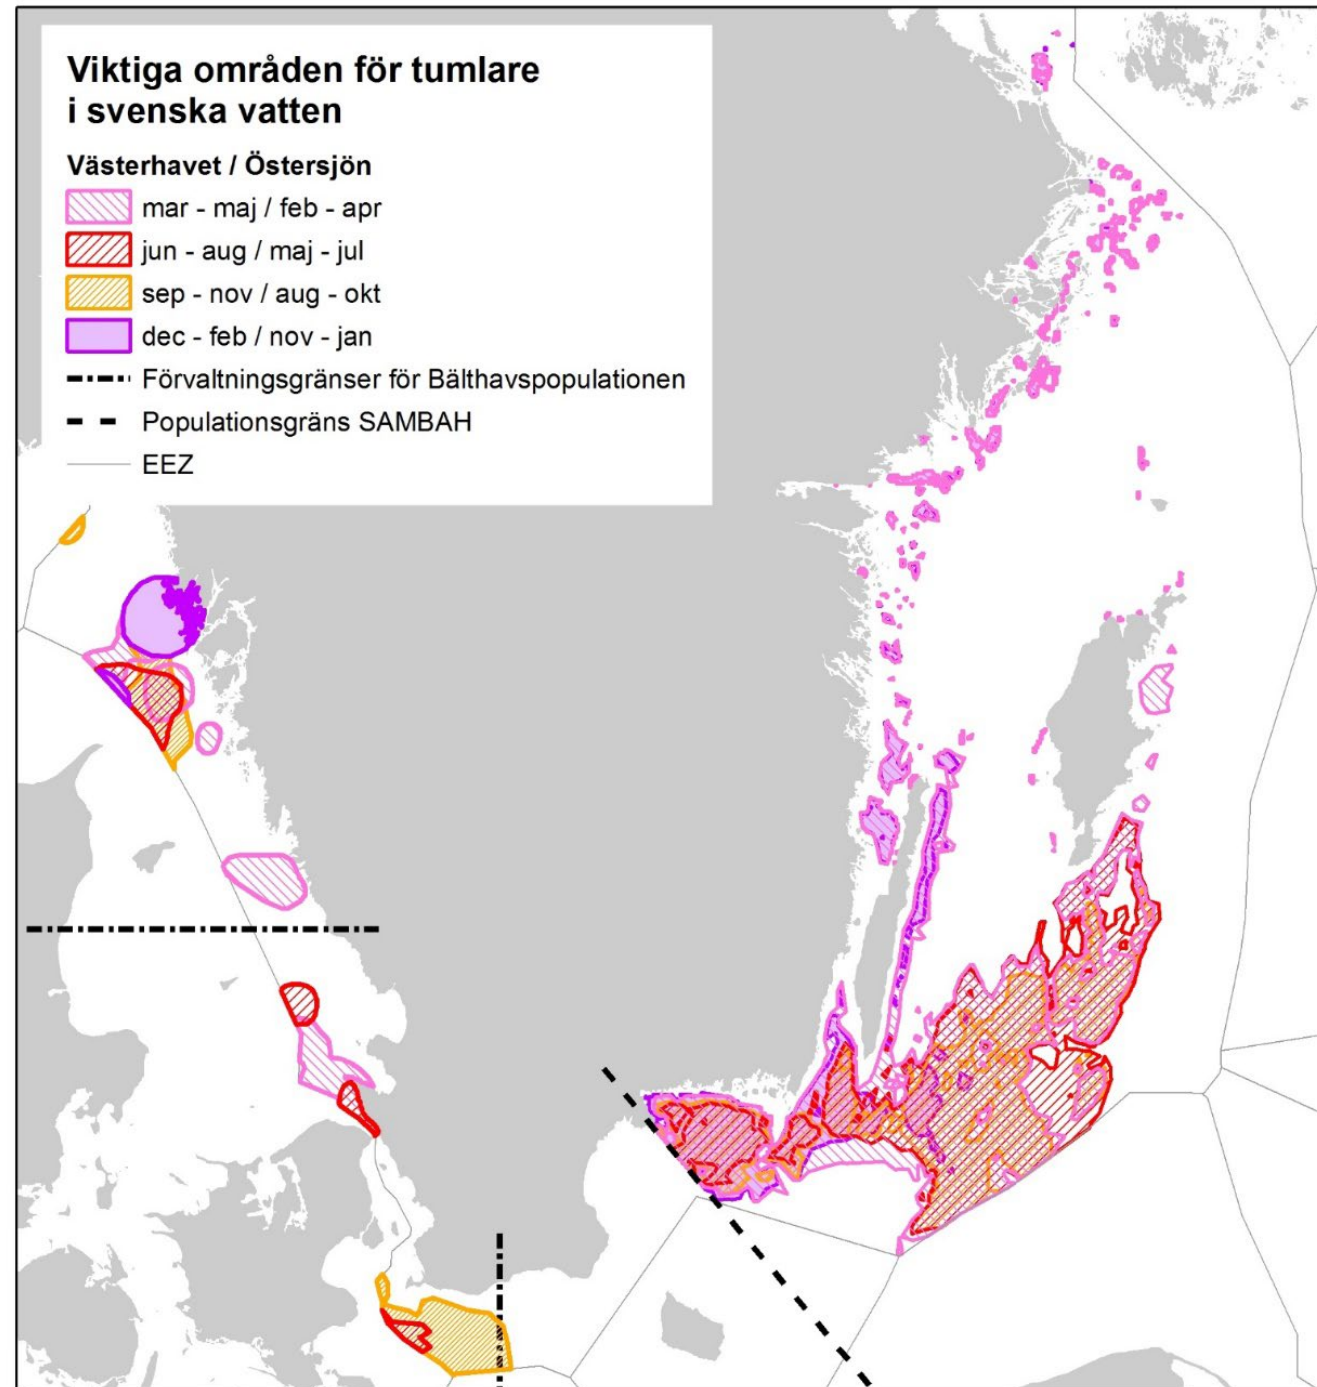 Viktiga områden för tumlare
i svenska vatten
Västerhavet / Östersjön
mar - maj / feb - apr
jun - aug / maj - jul
sep - nov / aug - okt
dec - feb / nov - jan
Förvaltningsgränser för Bälthavspopulationen
Populationsgräns SAMBAH
EEZ